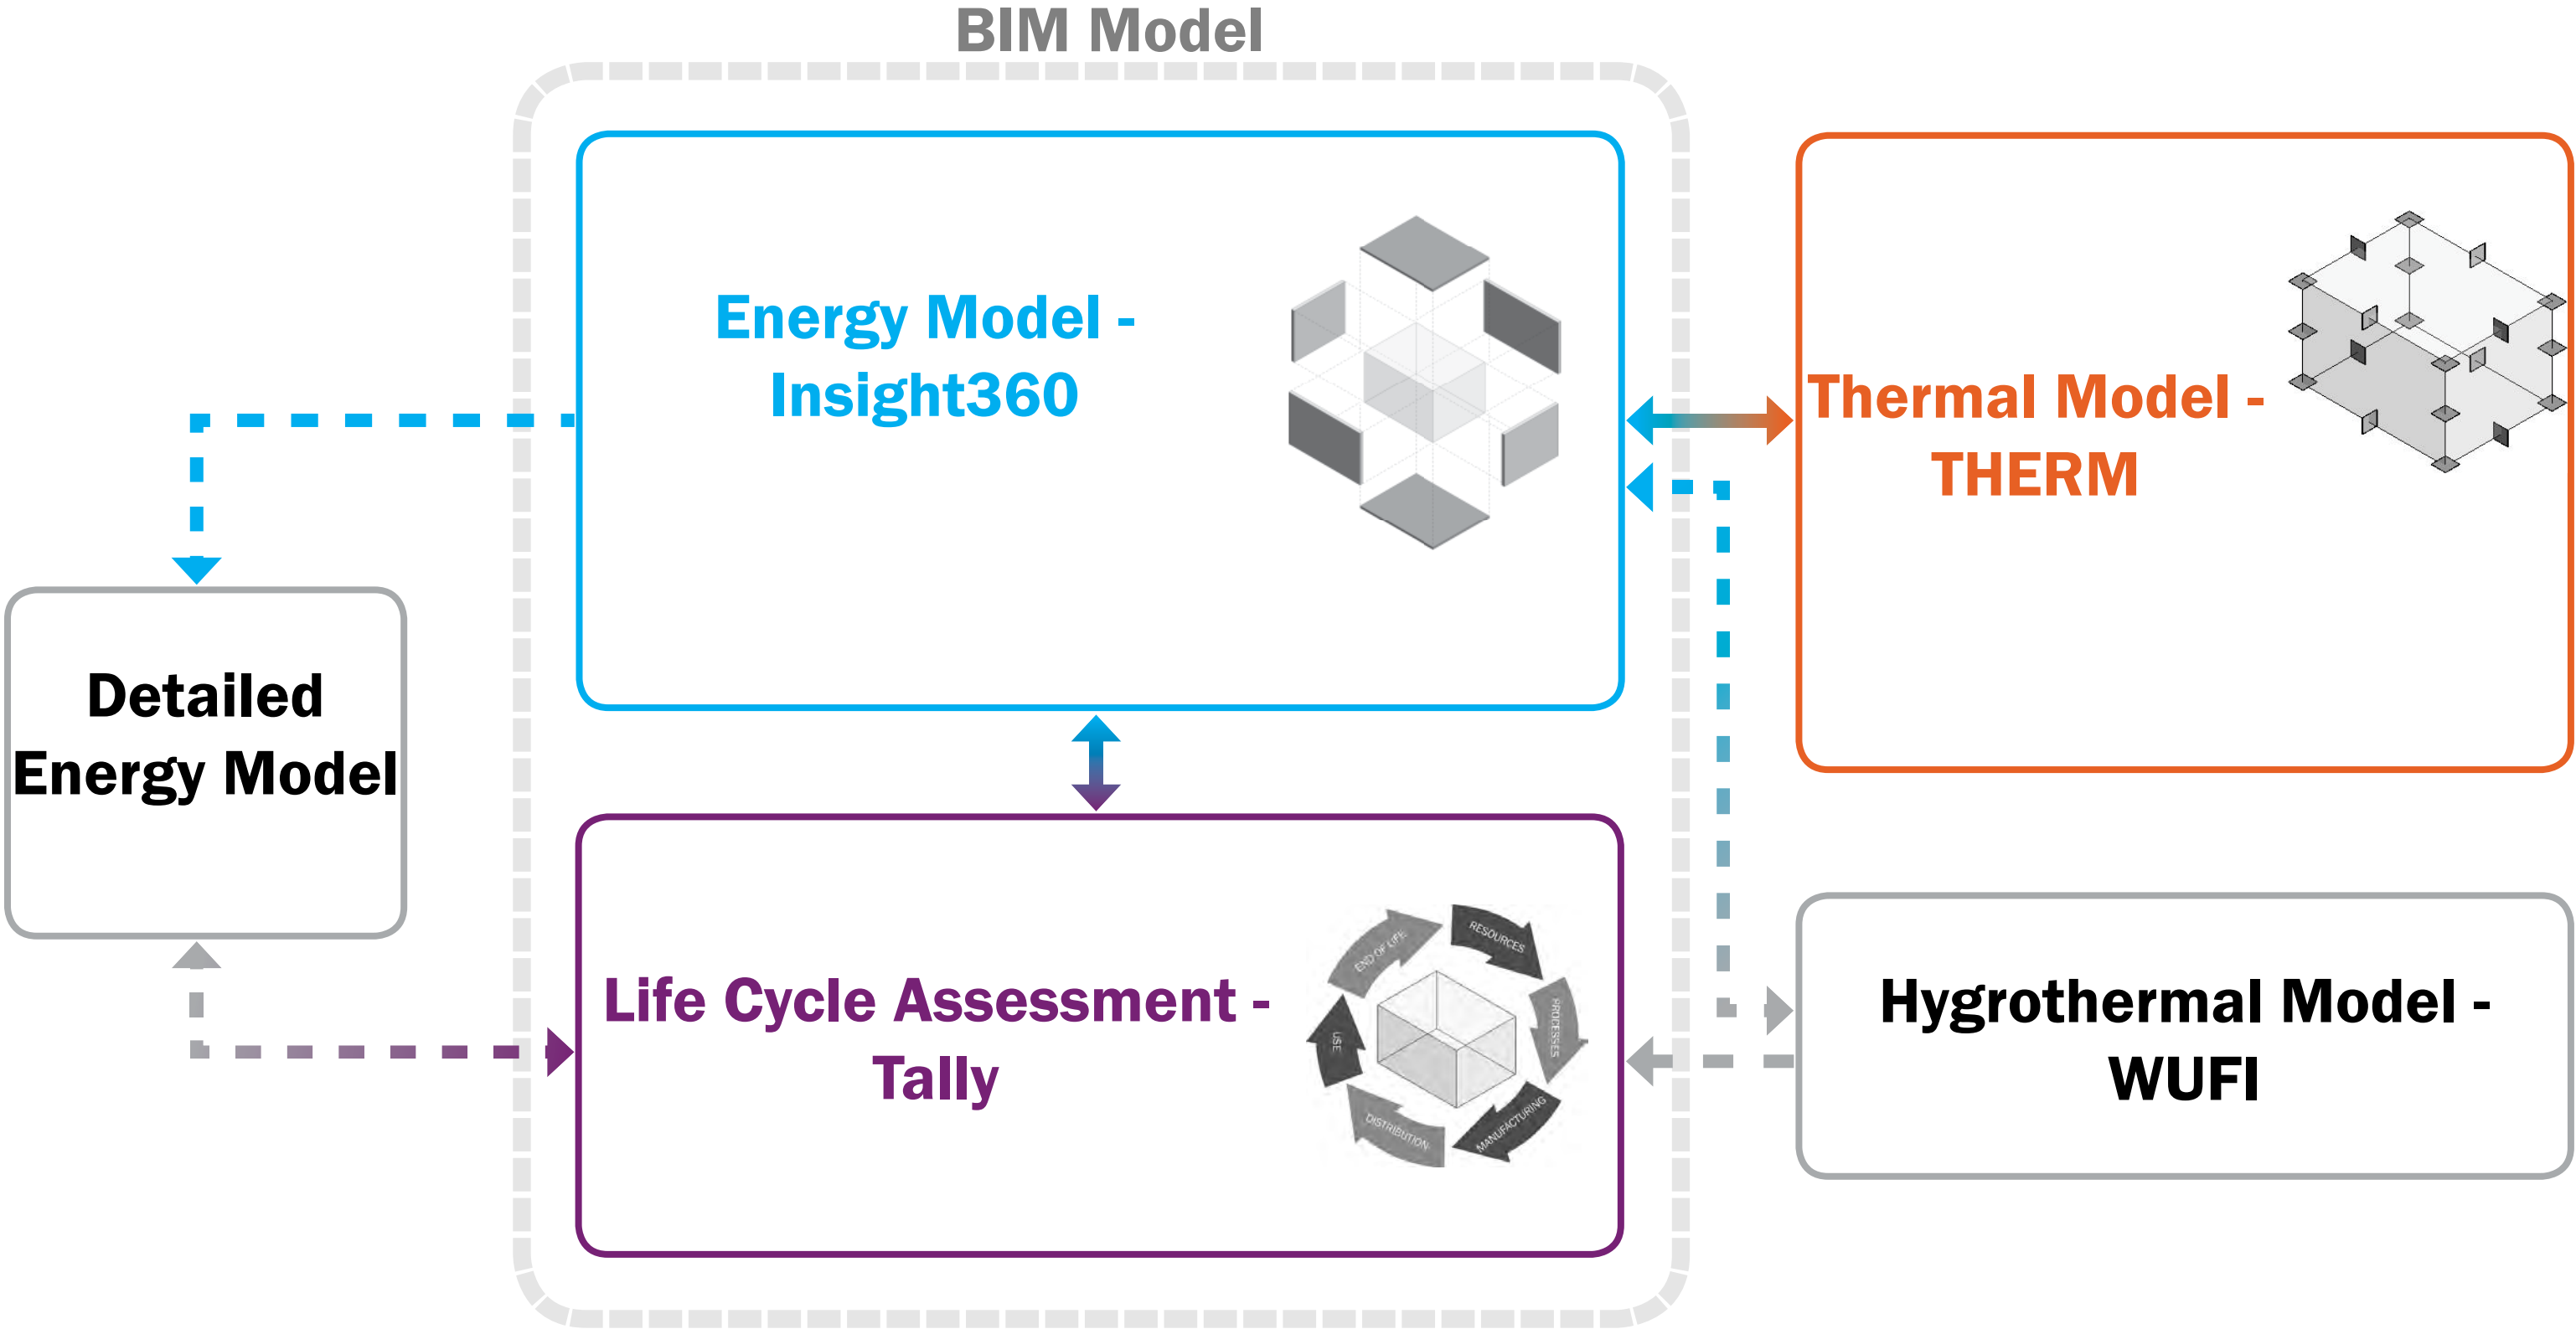 BIM Model
Energy Model -
Insight360
Thermal Model -
THERM
Detailed
Energy Model
Life Cycle Assessment -
Tally
END OF LIFE
RESOURCES
PROCESSES
MANUFACTURING
DISTRIBUTION
USE
Hygrothermal Model -
WUFI